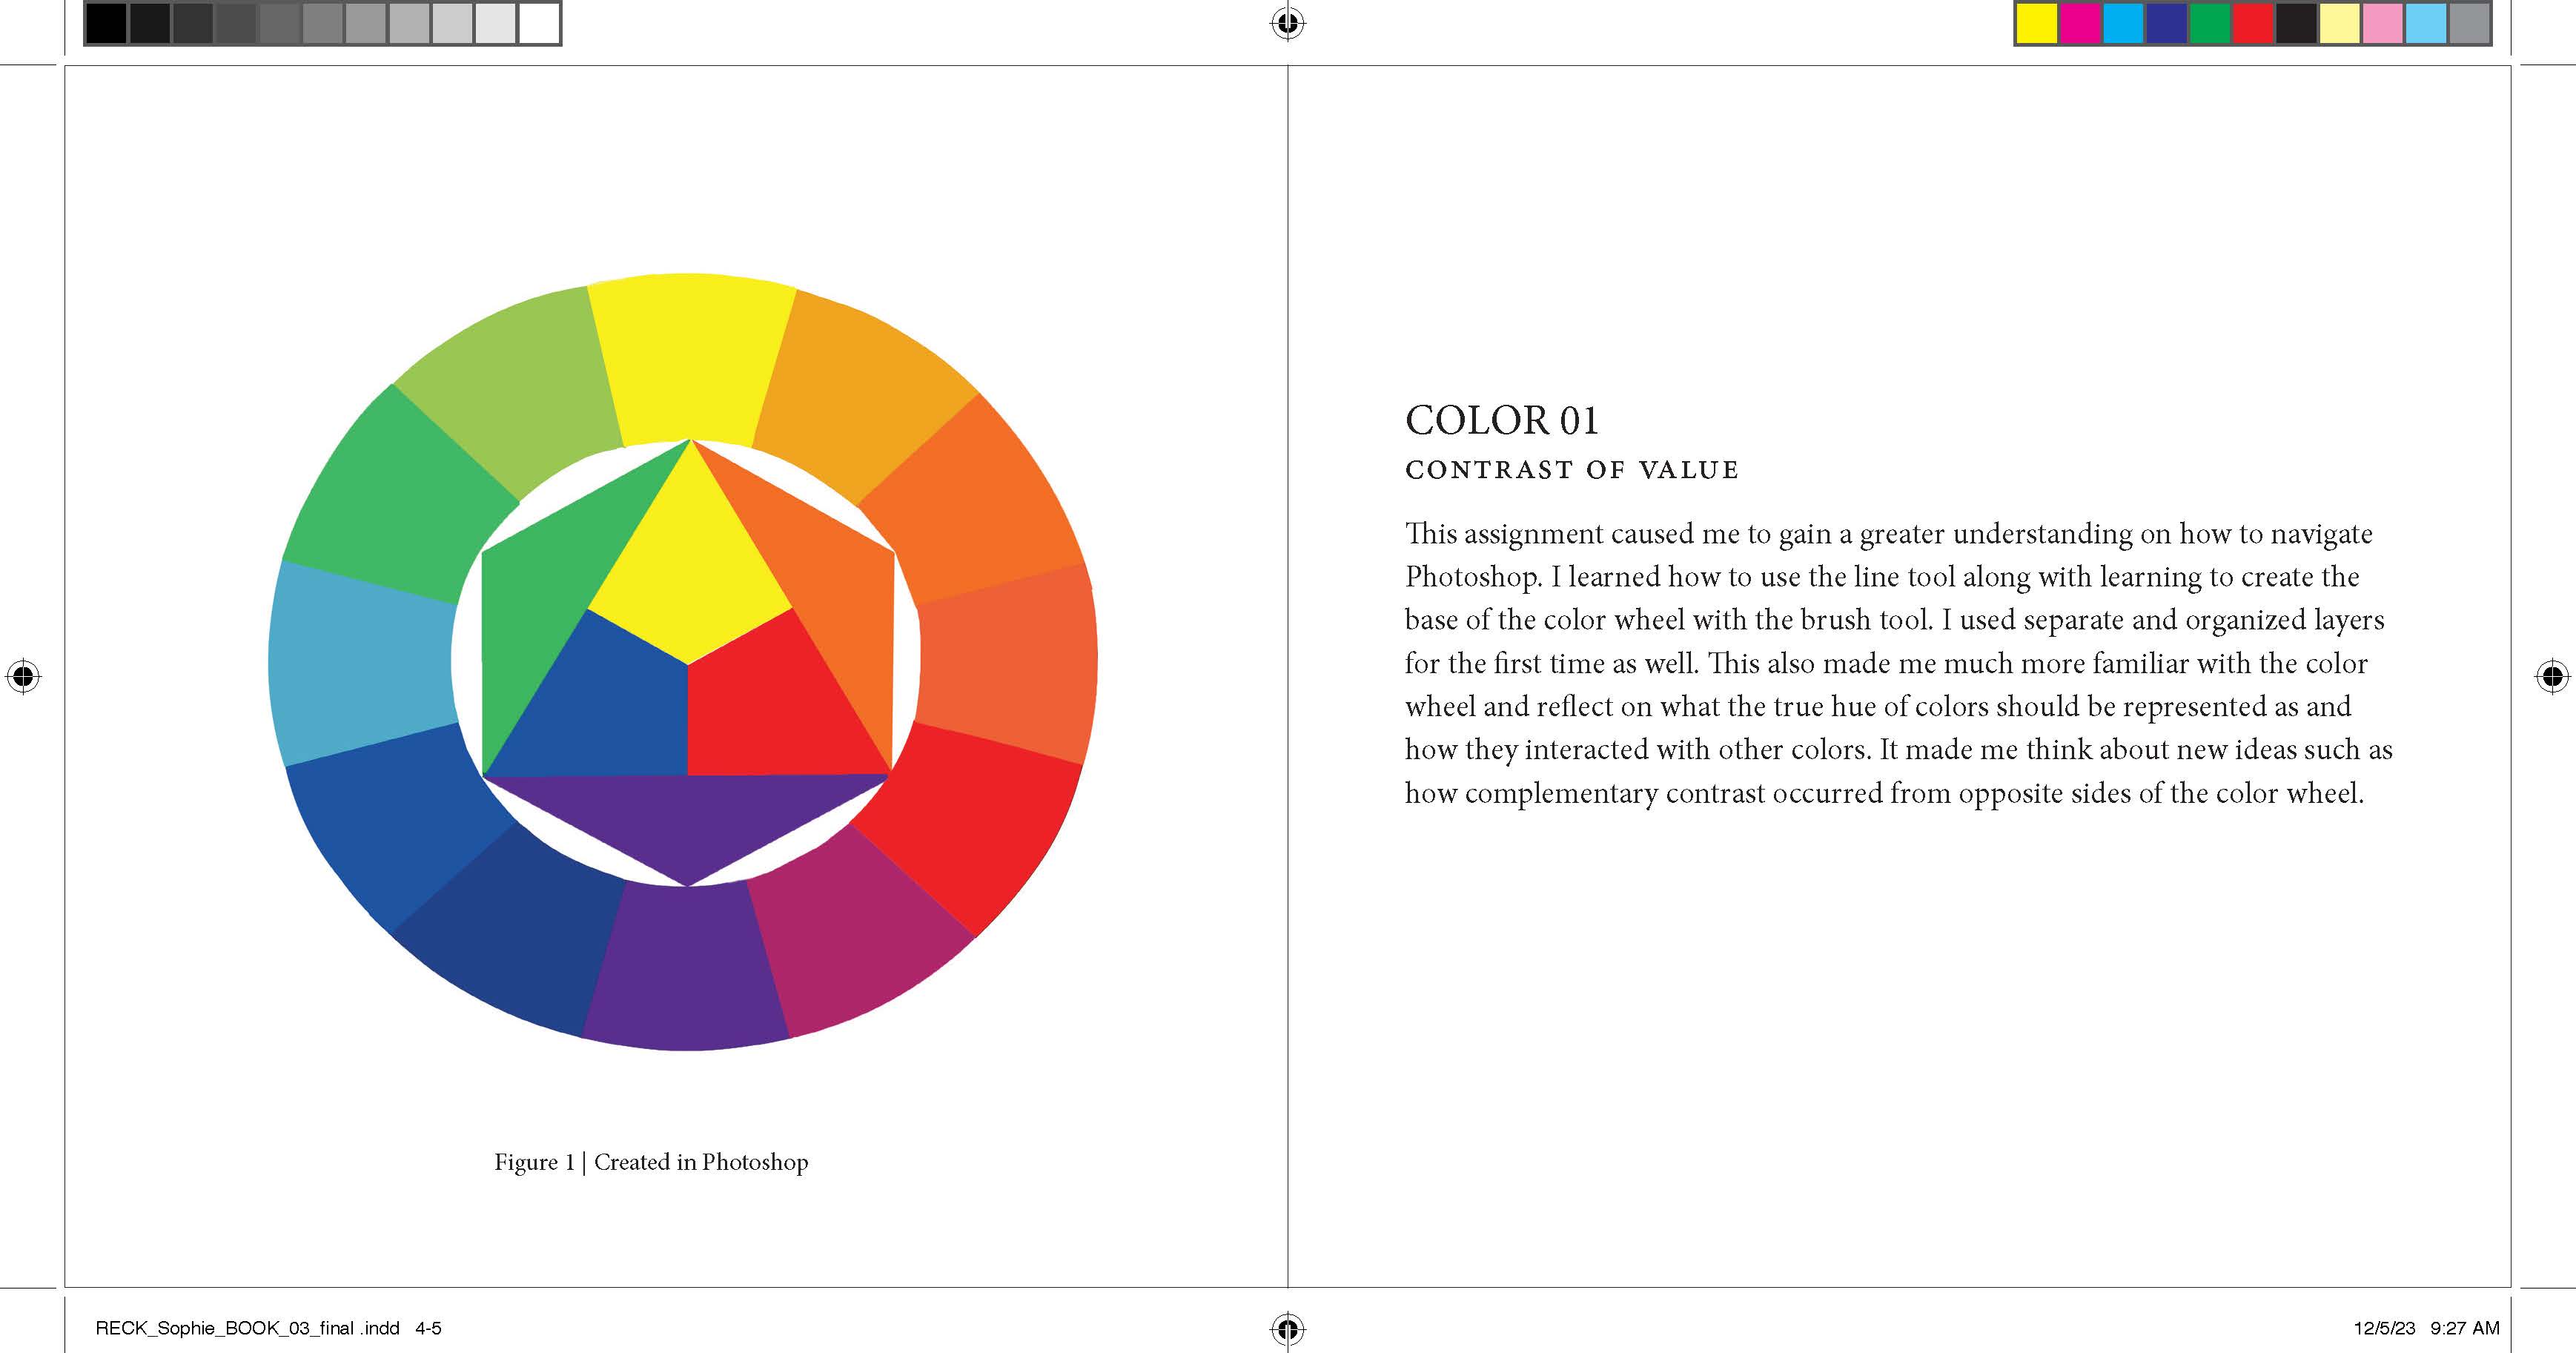 Figure 1 | Created in Photoshop
COLOR 01
CONTRAST OF VALUE
This assignment caused me to gain a greater understanding on how to navigate
Photoshop. I learned how to use the line tool along with learning to create the
base of the color wheel with the brush tool. I used separate and organized layers
for the first time as well. This also made me much more familiar with the color
wheel and reflect on what the true hue of colors should be represented as and
how they interacted with other colors. It made me think about new ideas such as
how complementary contrast occurred from opposite sides of the color wheel.
RECK_Sophie_BOOK_03_final .indd 4-5
12/5/23 9:27 AM